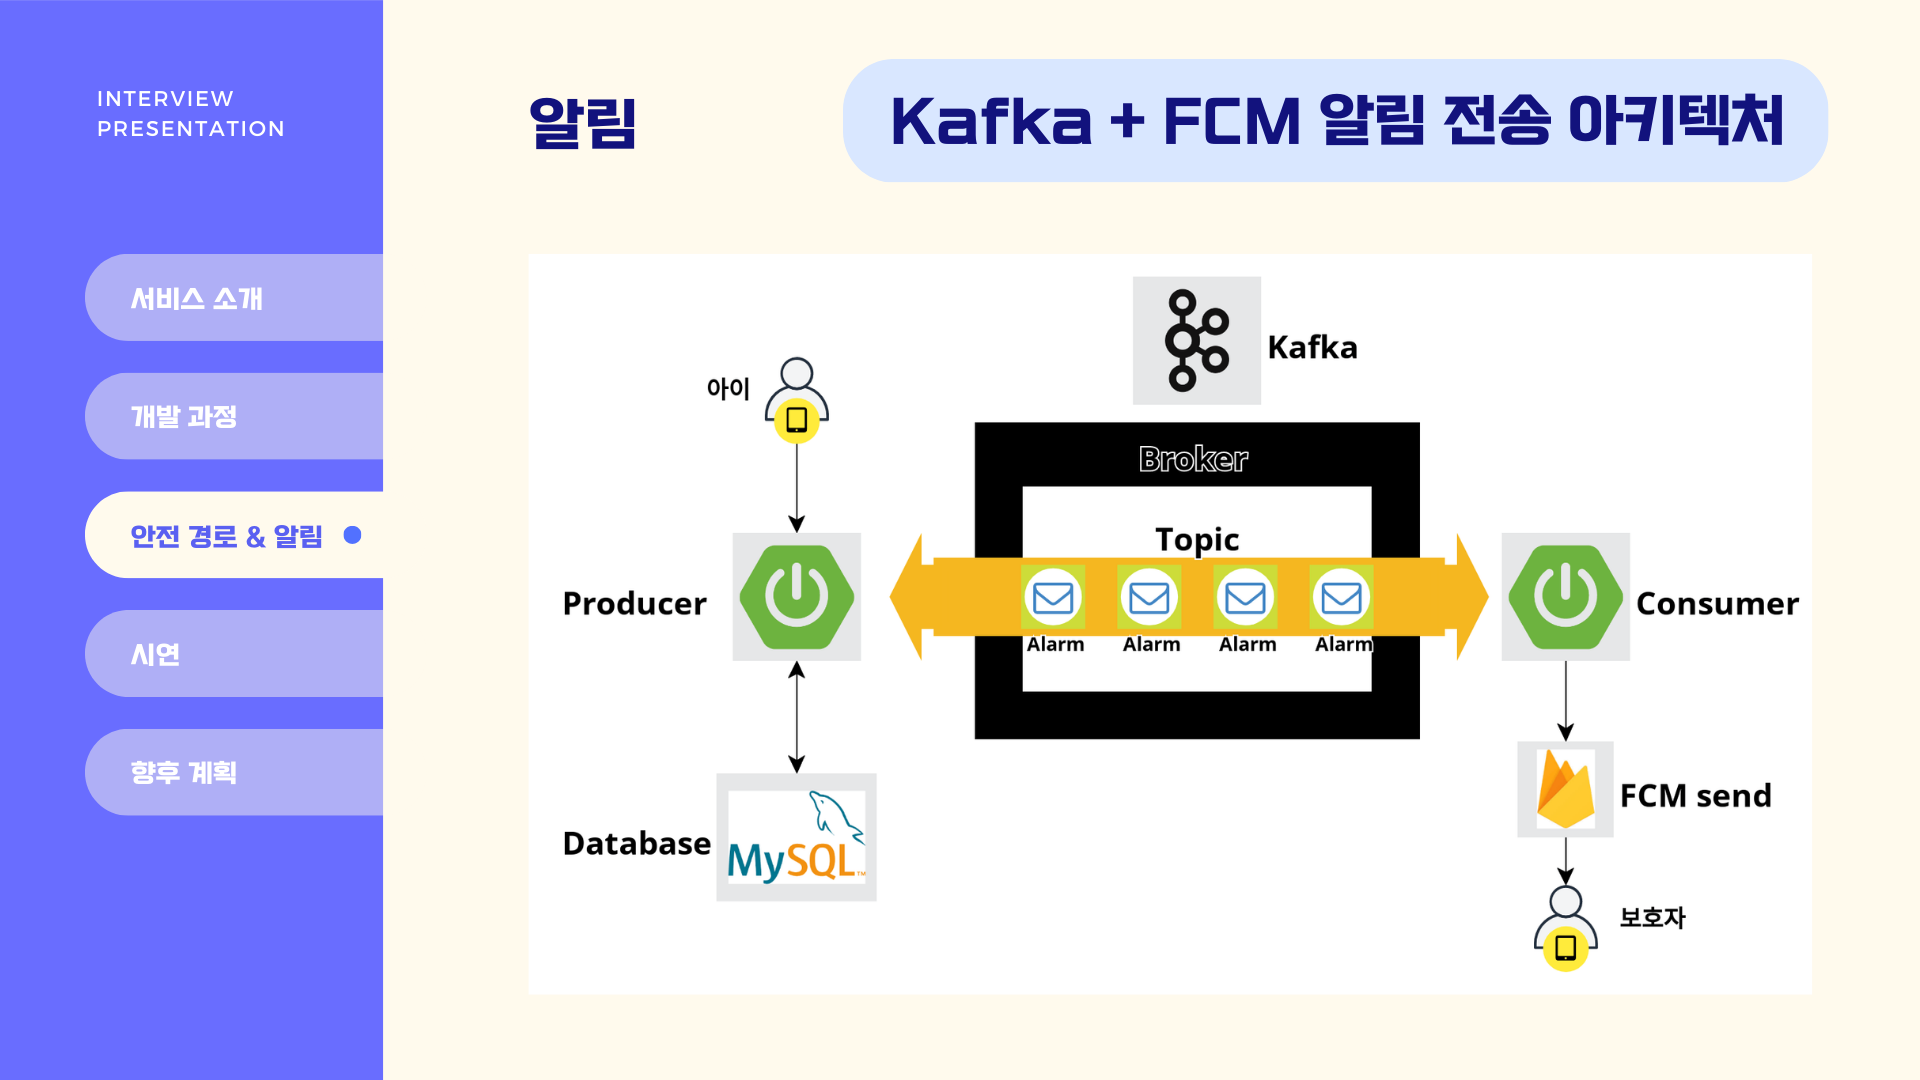 INTERVIEW
PRESENTATION
서비스 소개
개발 과정
안전 경로 & 알림
시연
향후 계획
알림
Kafka + FCM 알림 전송 아키텍처
Kafka
아이
Broker
Topic
Producer
Alarm Alarm Alarm Alarm
Consumer
Database
MySQL™
FCM send
보호자